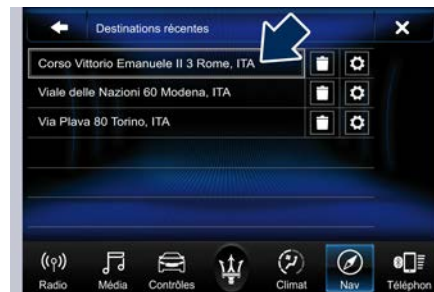 Destinations récentes
Corso Vittorio Emanuele II 3 Rome, ITA
Viale delle Nazioni 60 Modena, ITA
Via Plava 80 Torino, ITA
Radio Média Contrôles Climat Nav Téléphon